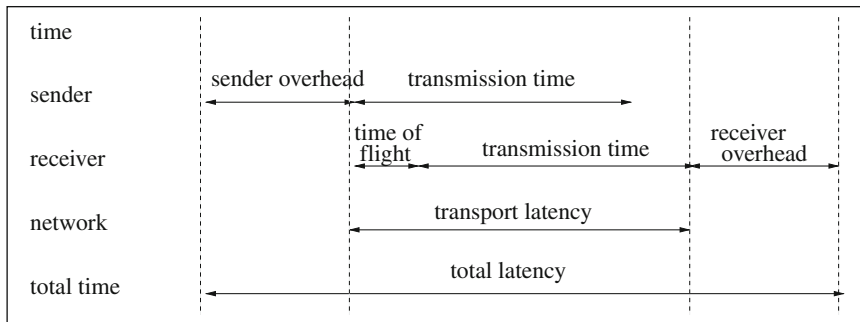 time
sender overhead transmission time
sender
time of
flight
transmission time
receiver
overhead
receiver
transport latency
network
total latency
total time